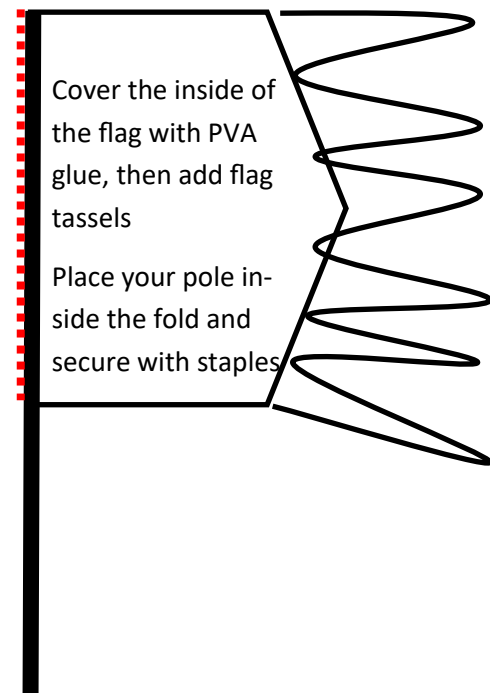 Cover the inside of
the flag with PVA
glue, then add flag
tassels
Place your pole in-
side the fold and
secure with staples